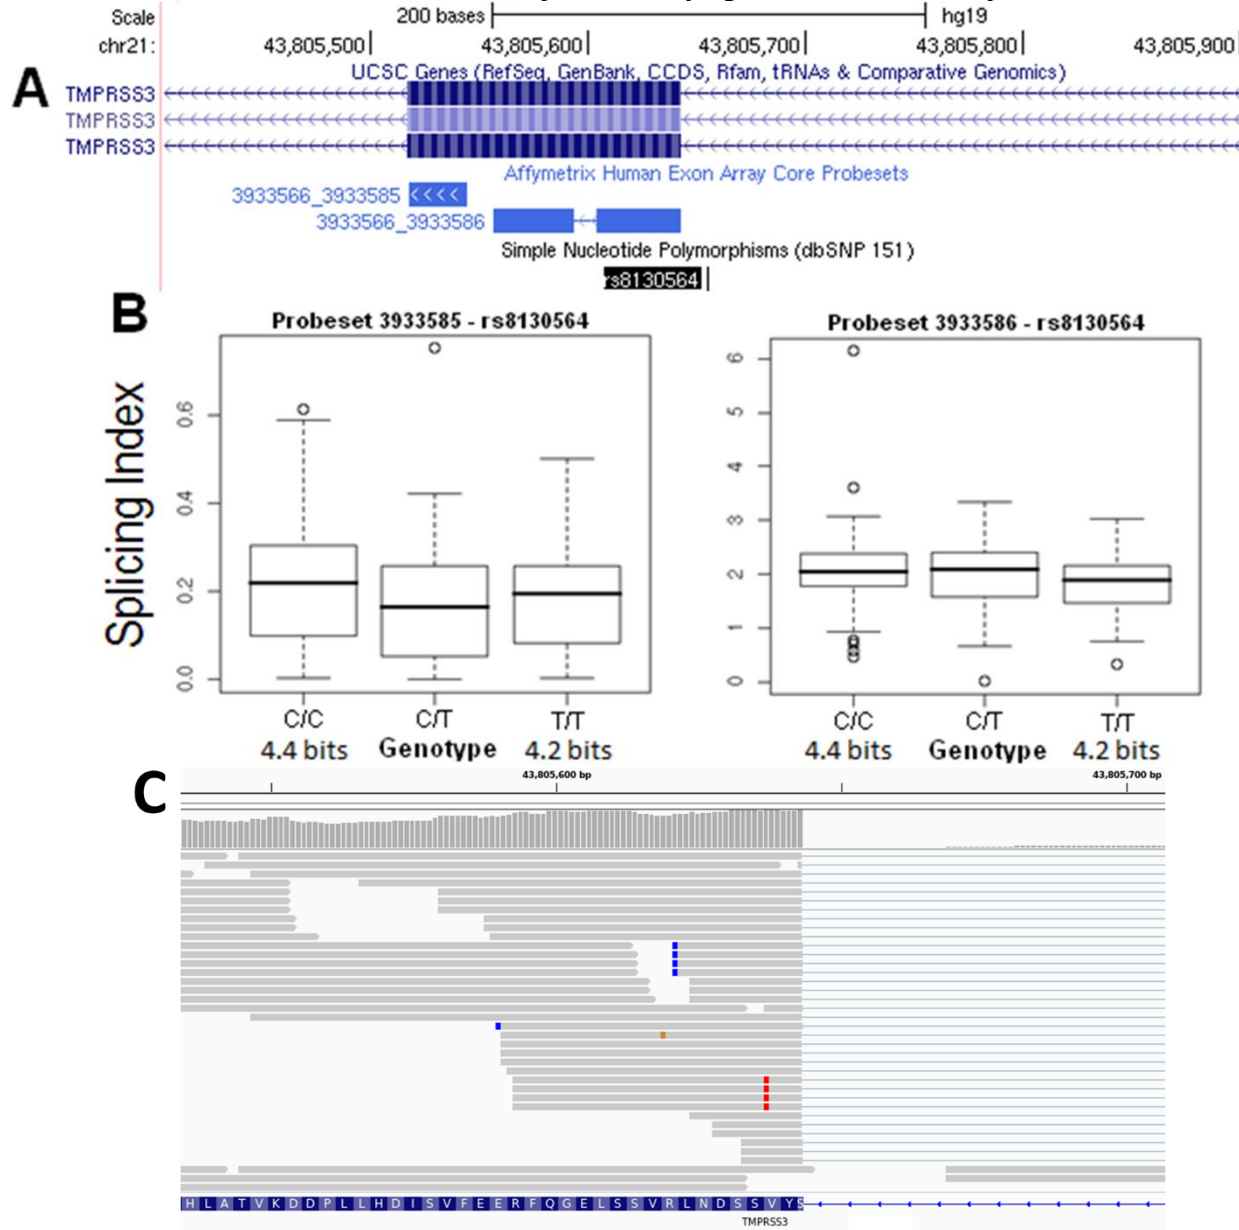 Scale 200 bases hg19
chr21: 43,805,500 43,805,600 43,805,700 43,805,800 43,805,900
A
UCSC Genes (RefSeq, GenBank, CCDS, Rfam, tRNAs & Comparative Genomics)
TMPRSS3
TMPRSS3
TMPRSS3
Affymetrix Human Exon Array Core Probesets
3933566_3933585
3933566_3933586
Simple Nucleotide Polymorphisms (dbSNP 151)
rs8130564
B
Probeset 3933585 - rs8130564
Splicing Index
0.6
0.4
0.2
0.0
C/C C/T T/T
4.4 bits Genotype 4.2 bits
Probeset 3933586 - rs8130564
6
5
4
3
2
1
0
C/C C/T T/T
4.4 bits Genotype 4.2 bits
C
43,805,600 bp 43,805,700 bp
H L A T V K D D P L L H D I S V F E E R F Q G E L S S V R L N D S S V Y S
TMPRSS3